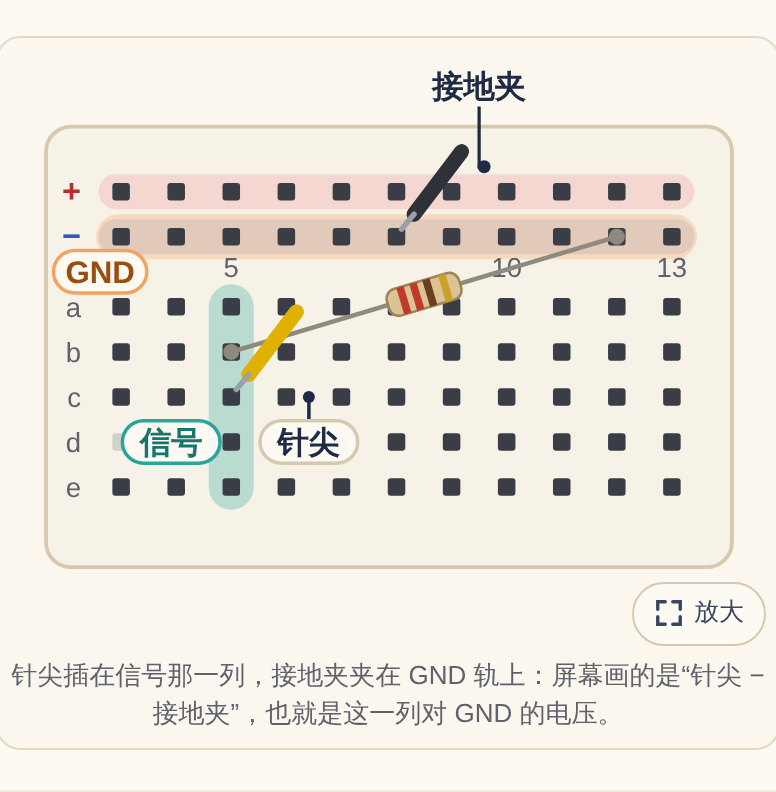 接地夹
+
−
GND
5 10 13
a
b
c
信号 针尖
d
e
放大
针尖插在信号那一列，接地夹夹在 GND 轨上：屏幕画的是“针尖 −
接地夹”，也就是这一列对 GND 的电压。